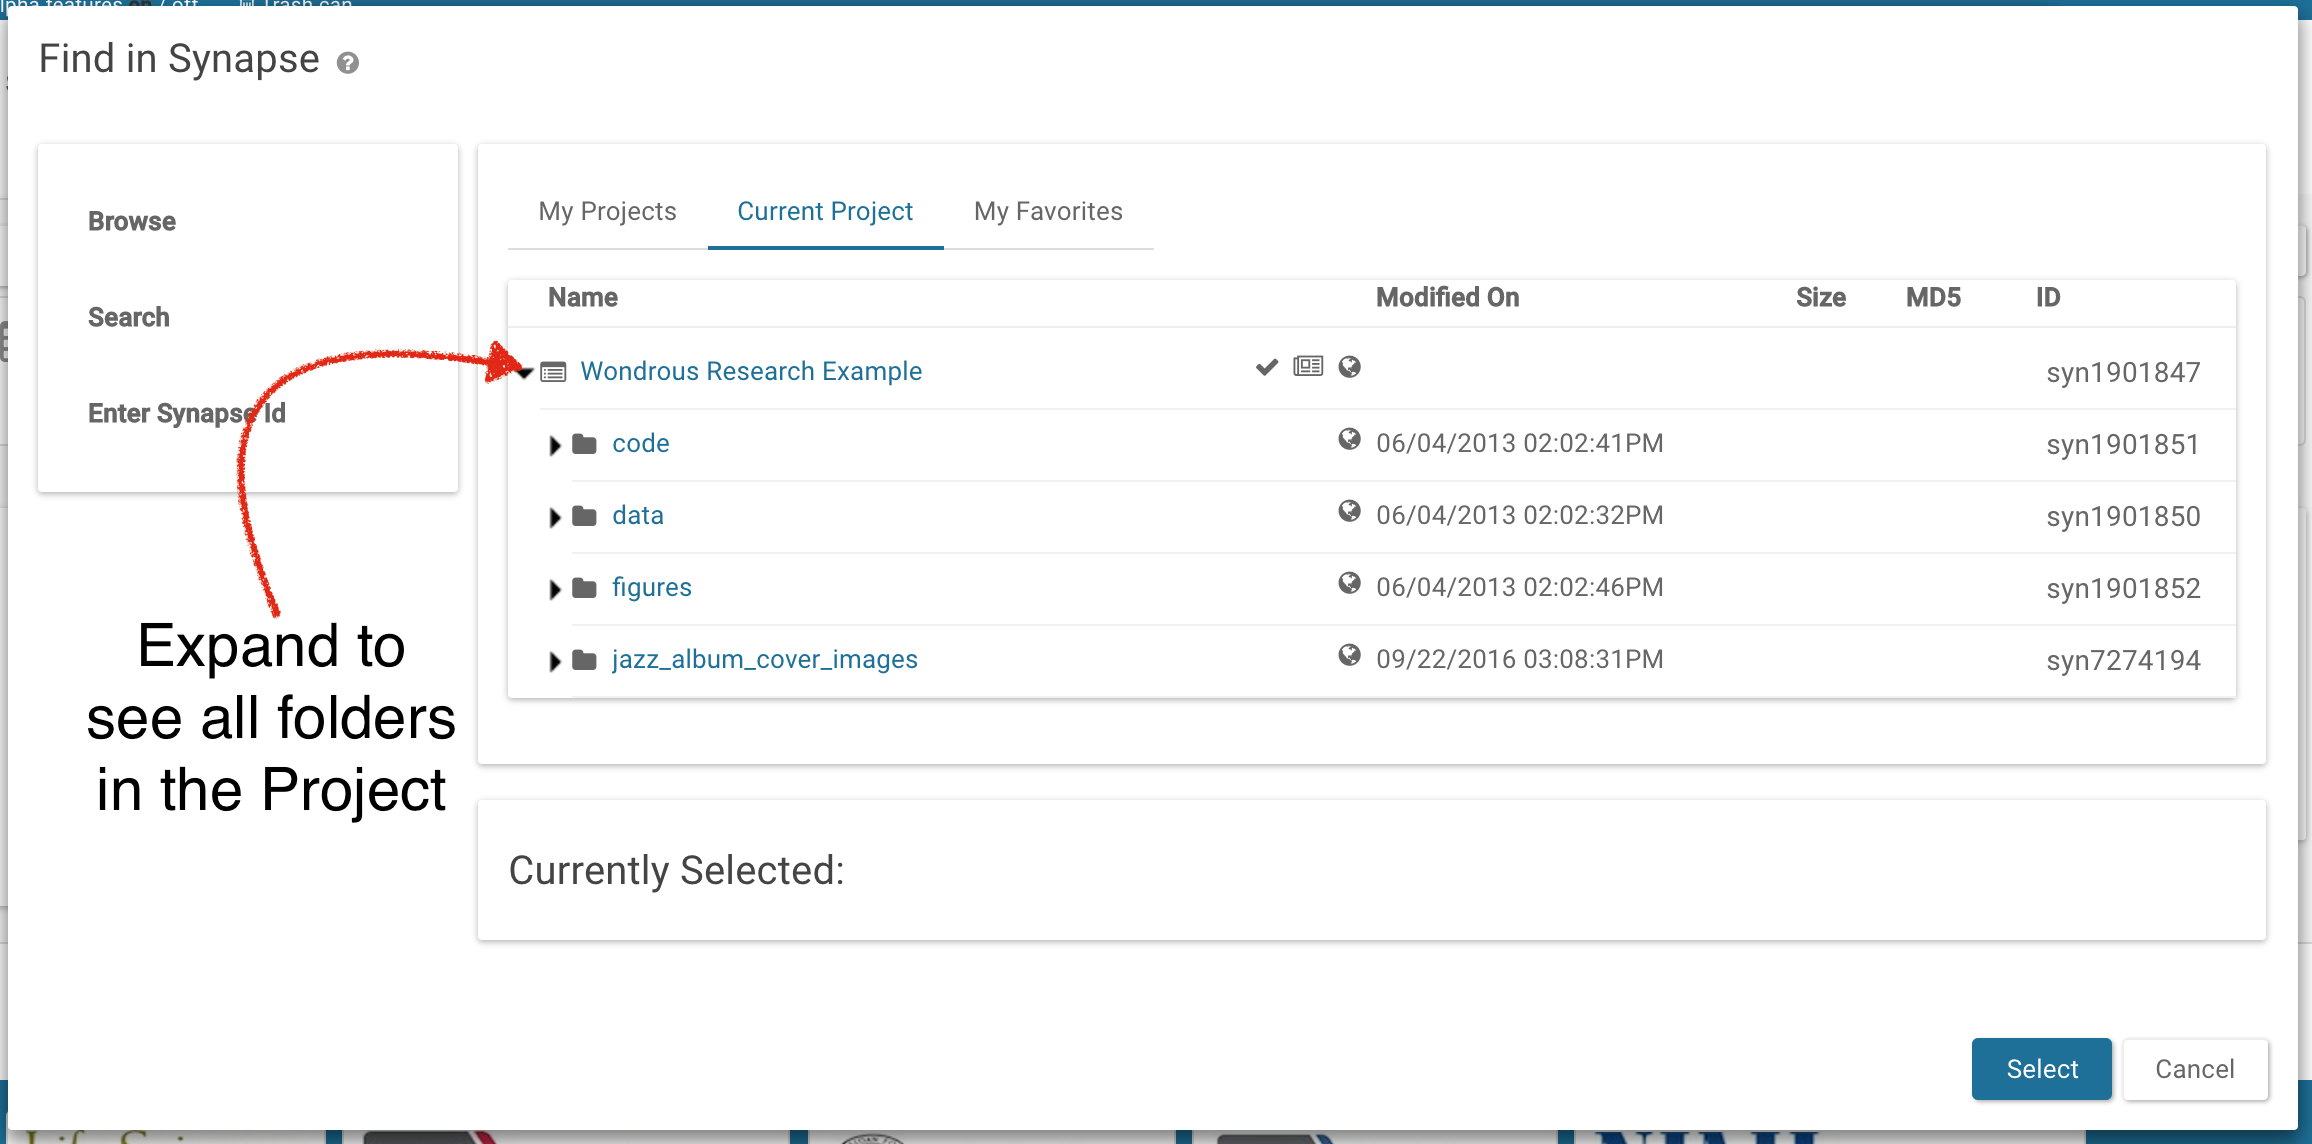 Trash can
Find in Synapse ?
Browse
Search
Enter Synapse Id
My Projects Current Project My Favorites
Name Modified On Size MD5 ID
Wondrous Research Example syn1901847
code 06/04/2013 02:02:41PM syn1901851
data 06/04/2013 02:02:32PM syn1901850
figures 06/04/2013 02:02:46PM syn1901852
jazz_album_cover_images 09/22/2016 03:08:31PM syn7274194
Expand to
see all folders
in the Project
Currently Selected:
Select Cancel